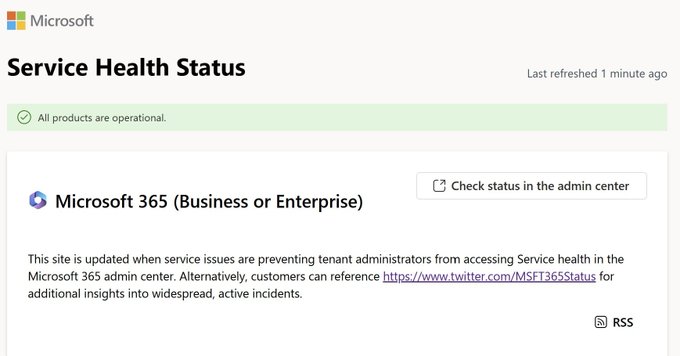 Microsoft
Service Health Status
Last refreshed 1 minute ago
All products are operational.
Microsoft 365 (Business or Enterprise)
Check status in the admin center
This site is updated when service issues are preventing tenant administrators from accessing Service health in the
Microsoft 365 admin center. Alternatively, customers can reference https://www.twitter.com/MSFT365Status for
additional insights into widespread, active incidents.
RSS